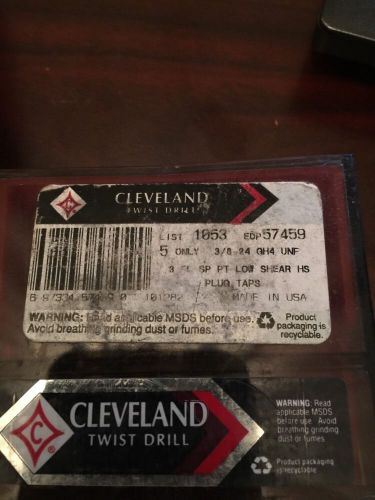 CLEVELAND
TWIST DRILL
LIST 1053 EDP 57459
5 ONLY 3/8-24 GH4 UNF
3 FL SP PT LOW SHEAR HS
PLUG TAPS
MADE IN USA
WARNING: Read applicable MSDS before use.
Avoid breathing grinding dust or fumes.
Product
packaging is
recyclable.
C
CLEVELAND
TWIST DRILL
WARNING: Read
applicable MSDS
before use. Avoid
breathing grinding
dust or fumes.
Product packaging
is recyclable.